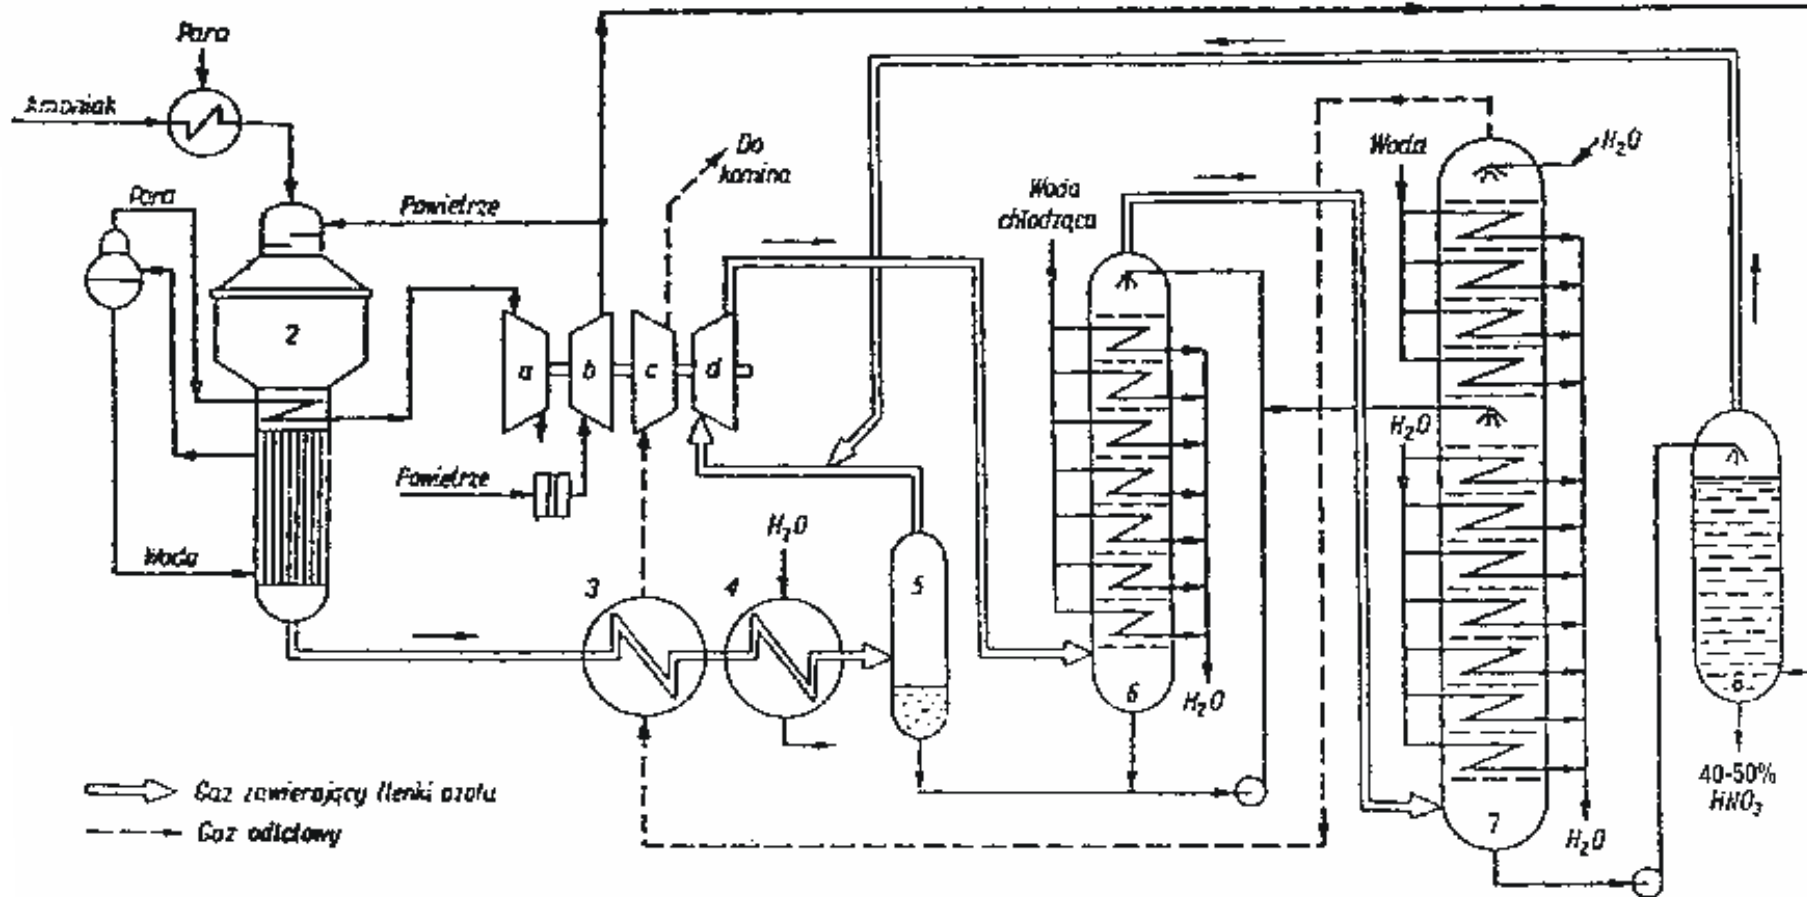 Para
Amoniak
Para
Powietrze
Do
komina
Woda
chłodząca
Woda
H₂O
2
a
b
c
d
Powietrze
H₂O
H₂O
Woda
3
4
5
6
H₂O
7
H₂O
8
40-50%
HNO₃
Gaz zawierający tlenki azotu
Gaz odlotowy